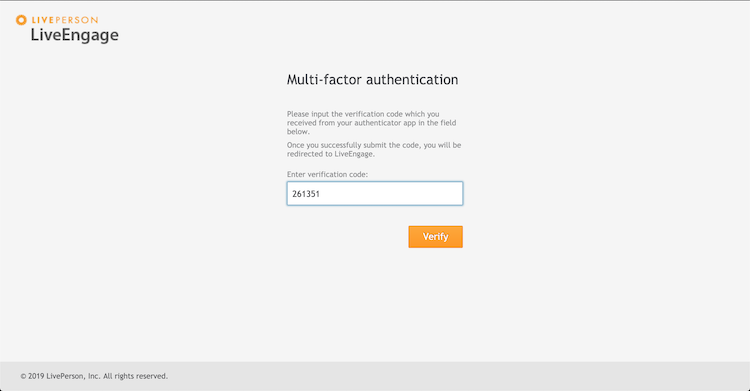 LIVEPERSON
LiveEngage
Multi-factor authentication
Please input the verification code which you
received from your authenticator app in the field
below.
Once you successfully submit the code, you will be
redirected to LiveEngage.
Enter verification code:
261351
Verify
© 2019 LivePerson, Inc. All rights reserved.